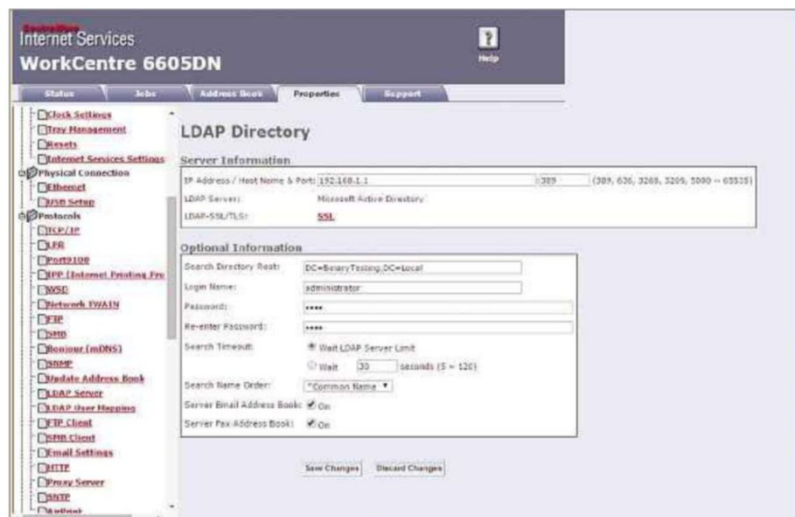 CentreWare
Internet Services
WorkCentre 6605DN
Help
Status
Jobs
Address Book
Properties
Support
Clock Settings
Tray Management
Resets
Internet Services Settings
Physical Connection
Ethernet
USB Setup
Protocols
TCP/IP
LPR
Port9100
IPP (Internet Printing Pro
WSD
Network TWAIN
FTP
SMB
Bonjour (mDNS)
SNMP
Update Address Book
LDAP Server
LDAP User Mapping
FTP Client
SMB Client
Email Settings
HTTP
Proxy Server
SNTP
LDAP Directory
Server Information
IP Address / Host Name & Port: 192.168.1.1 :389 (389, 636, 3268, 3269, 5000 ~ 65535)
LDAP Server: Microsoft Active Directory
LDAP-SSL/TLS: SSL
Optional Information
Search Directory Root: DC=BinaryTesting,DC=Local
Login Name: administrator
Password: ••••
Re-enter Password: ••••
Search Timeout: Wait LDAP Server Limit
Wait 30 seconds (5 ~ 120)
Search Name Order: *Common Name
Server Email Address Book: On
Server Fax Address Book: On
Save Changes Discard Changes